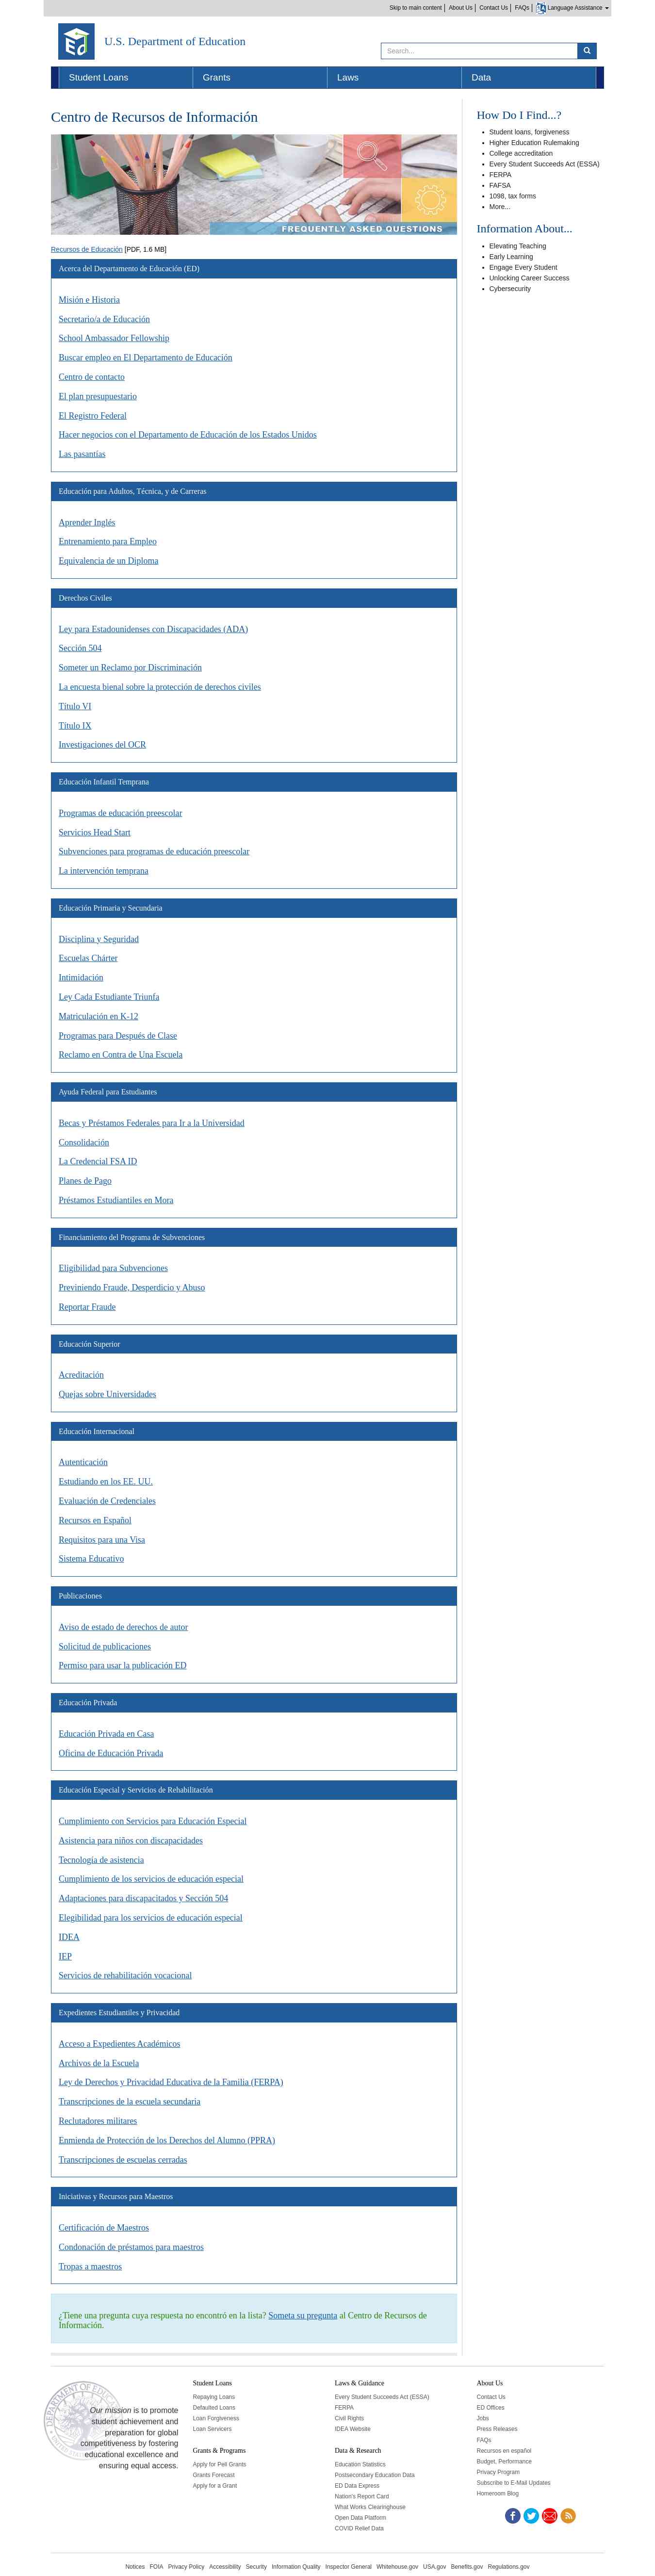 Skip to main content
About Us
Contact Us
FAQs
Language Assistance
Ed
U.S. Department of Education
Search...
Student Loans
Grants
Laws
Data
Centro de Recursos de Información
FREQUENTLY ASKED QUESTIONS
Recursos de Educación [PDF, 1.6 MB]
Acerca del Departamento de Educación (ED)
Misión e Historia
Secretario/a de Educación
School Ambassador Fellowship
Buscar empleo en El Departamento de Educación
Centro de contacto
El plan presupuestario
El Registro Federal
Hacer negocios con el Departamento de Educación de los Estados Unidos
Las pasantías
Educación para Adultos, Técnica, y de Carreras
Aprender Inglés
Entrenamiento para Empleo
Equivalencia de un Diploma
Derechos Civiles
Ley para Estadounidenses con Discapacidades (ADA)
Sección 504
Someter un Reclamo por Discriminación
La encuesta bienal sobre la protección de derechos civiles
Título VI
Título IX
Investigaciones del OCR
Educación Infantil Temprana
Programas de educación preescolar
Servicios Head Start
Subvenciones para programas de educación preescolar
La intervención temprana
Educación Primaria y Secundaria
Disciplina y Seguridad
Escuelas Chárter
Intimidación
Ley Cada Estudiante Triunfa
Matriculación en K-12
Programas para Después de Clase
Reclamo en Contra de Una Escuela
Ayuda Federal para Estudiantes
Becas y Préstamos Federales para Ir a la Universidad
Consolidación
La Credencial FSA ID
Planes de Pago
Préstamos Estudiantiles en Mora
Financiamiento del Programa de Subvenciones
Eligibilidad para Subvenciones
Previniendo Fraude, Desperdicio y Abuso
Reportar Fraude
Educación Superior
Acreditación
Quejas sobre Universidades
Educación Internacional
Autenticación
Estudiando en los EE. UU.
Evaluación de Credenciales
Recursos en Español
Requisitos para una Visa
Sistema Educativo
Publicaciones
Aviso de estado de derechos de autor
Solicitud de publicaciones
Permiso para usar la publicación ED
Educación Privada
Educación Privada en Casa
Oficina de Educación Privada
Educación Especial y Servicios de Rehabilitación
Cumplimiento con Servicios para Educación Especial
Asistencia para niños con discapacidades
Tecnología de asistencia
Cumplimiento de los servicios de educación especial
Adaptaciones para discapacitados y Sección 504
Elegibilidad para los servicios de educación especial
IDEA
IEP
Servicios de rehabilitación vocacional
Expedientes Estudiantiles y Privacidad
Acceso a Expedientes Académicos
Archivos de la Escuela
Ley de Derechos y Privacidad Educativa de la Familia (FERPA)
Transcripciones de la escuela secundaria
Reclutadores militares
Enmienda de Protección de los Derechos del Alumno (PPRA)
Transcripciones de escuelas cerradas
Iniciativas y Recursos para Maestros
Certificación de Maestros
Condonación de préstamos para maestros
Tropas a maestros
¿Tiene una pregunta cuya respuesta no encontró en la lista? Someta su pregunta al Centro de Recursos de
Información.
How Do I Find...?
Student loans, forgiveness
Higher Education Rulemaking
College accreditation
Every Student Succeeds Act (ESSA)
FERPA
FAFSA
1098, tax forms
More...
Information About...
Elevating Teaching
Early Learning
Engage Every Student
Unlocking Career Success
Cybersecurity
Our mission is to promote
student achievement and
preparation for global
competitiveness by fostering
educational excellence and
ensuring equal access.
Student Loans
Repaying Loans
Defaulted Loans
Loan Forgiveness
Loan Servicers
Grants & Programs
Apply for Pell Grants
Grants Forecast
Apply for a Grant
Laws & Guidance
Every Student Succeeds Act (ESSA)
FERPA
Civil Rights
IDEA Website
Data & Research
Education Statistics
Postsecondary Education Data
ED Data Express
Nation's Report Card
What Works Clearinghouse
Open Data Platform
COVID Relief Data
About Us
Contact Us
ED Offices
Jobs
Press Releases
FAQs
Recursos en español
Budget, Performance
Privacy Program
Subscribe to E-Mail Updates
Homeroom Blog
Notices FOIA Privacy Policy Accessibility Security Information Quality Inspector General Whitehouse.gov USA.gov Benefits.gov Regulations.gov